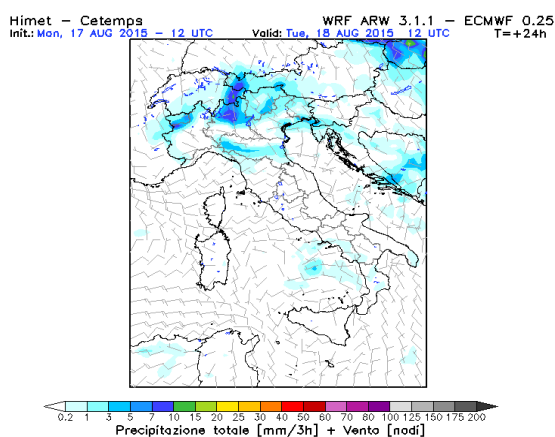 Himet – Cetemps WRF ARW 3.1.1 – ECMWF 0.25
Init.: Mon, 17 AUG 2015 – 12 UTC Valid: Tue, 18 AUG 2015 12 UTC T=+24h
0.2 1 3 5 7 10 15 20 25 30 40 50 60 70 80 90 100 125 150 175 200
Precipitazione totale [mm/3h] + Vento [nodi]